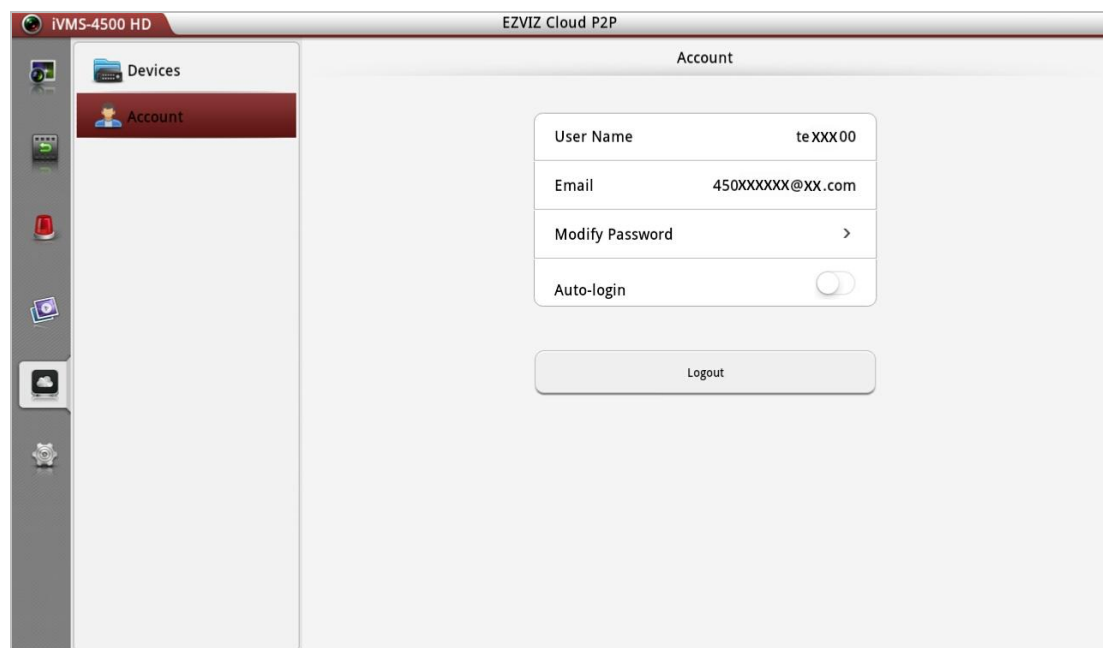 iVMS-4500 HD
EZVIZ Cloud P2P
Devices
Account
Account
User Name teXXX00
Email 450XXXXXX@XX.com
Modify Password >
Auto-login
Logout